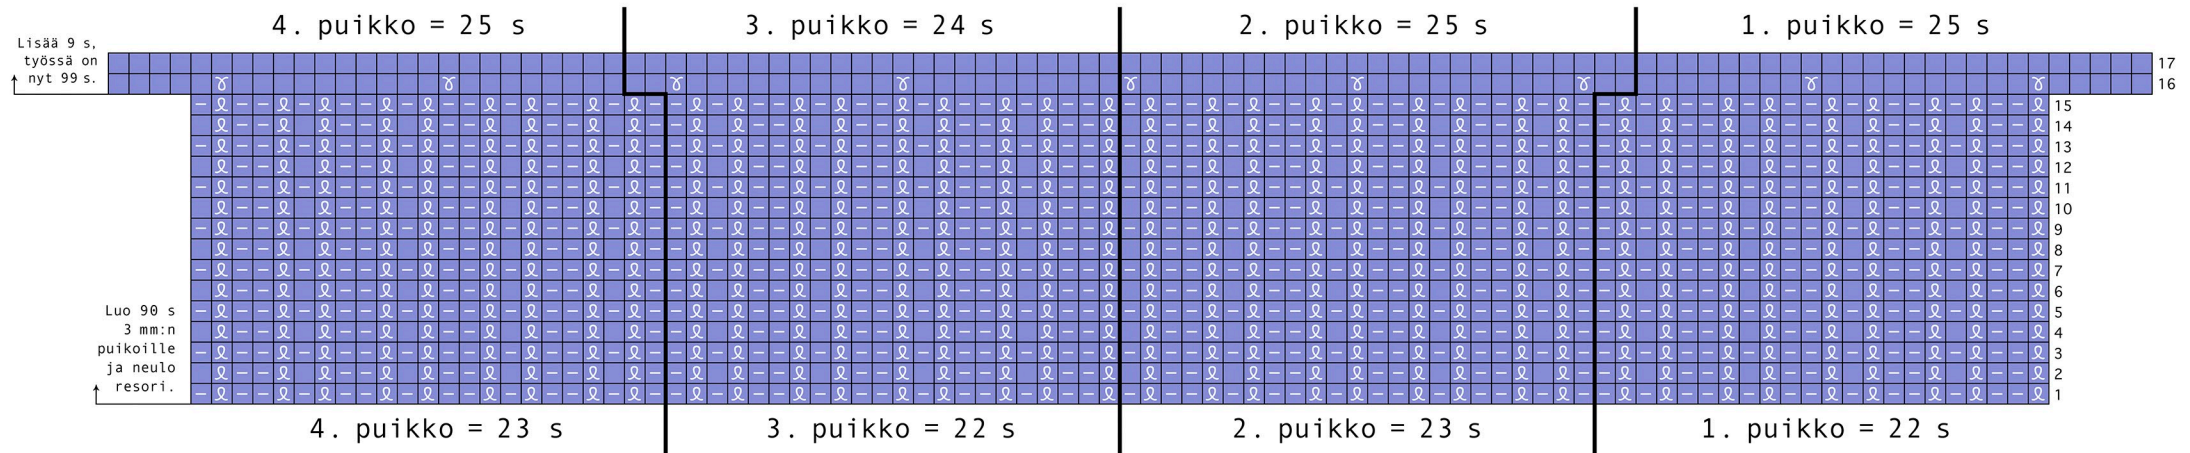 4. puikko = 25 s
3. puikko = 24 s
2. puikko = 25 s
1. puikko = 25 s
Lisää 9 s,
työssä on
nyt 99 s.
17
16
15
14
13
12
11
10
9
8
7
6
5
4
3
2
1
Luo 90 s
3 mm:n
puikoille
ja neulo
resori.
4. puikko = 23 s
3. puikko = 22 s
2. puikko = 23 s
1. puikko = 22 s